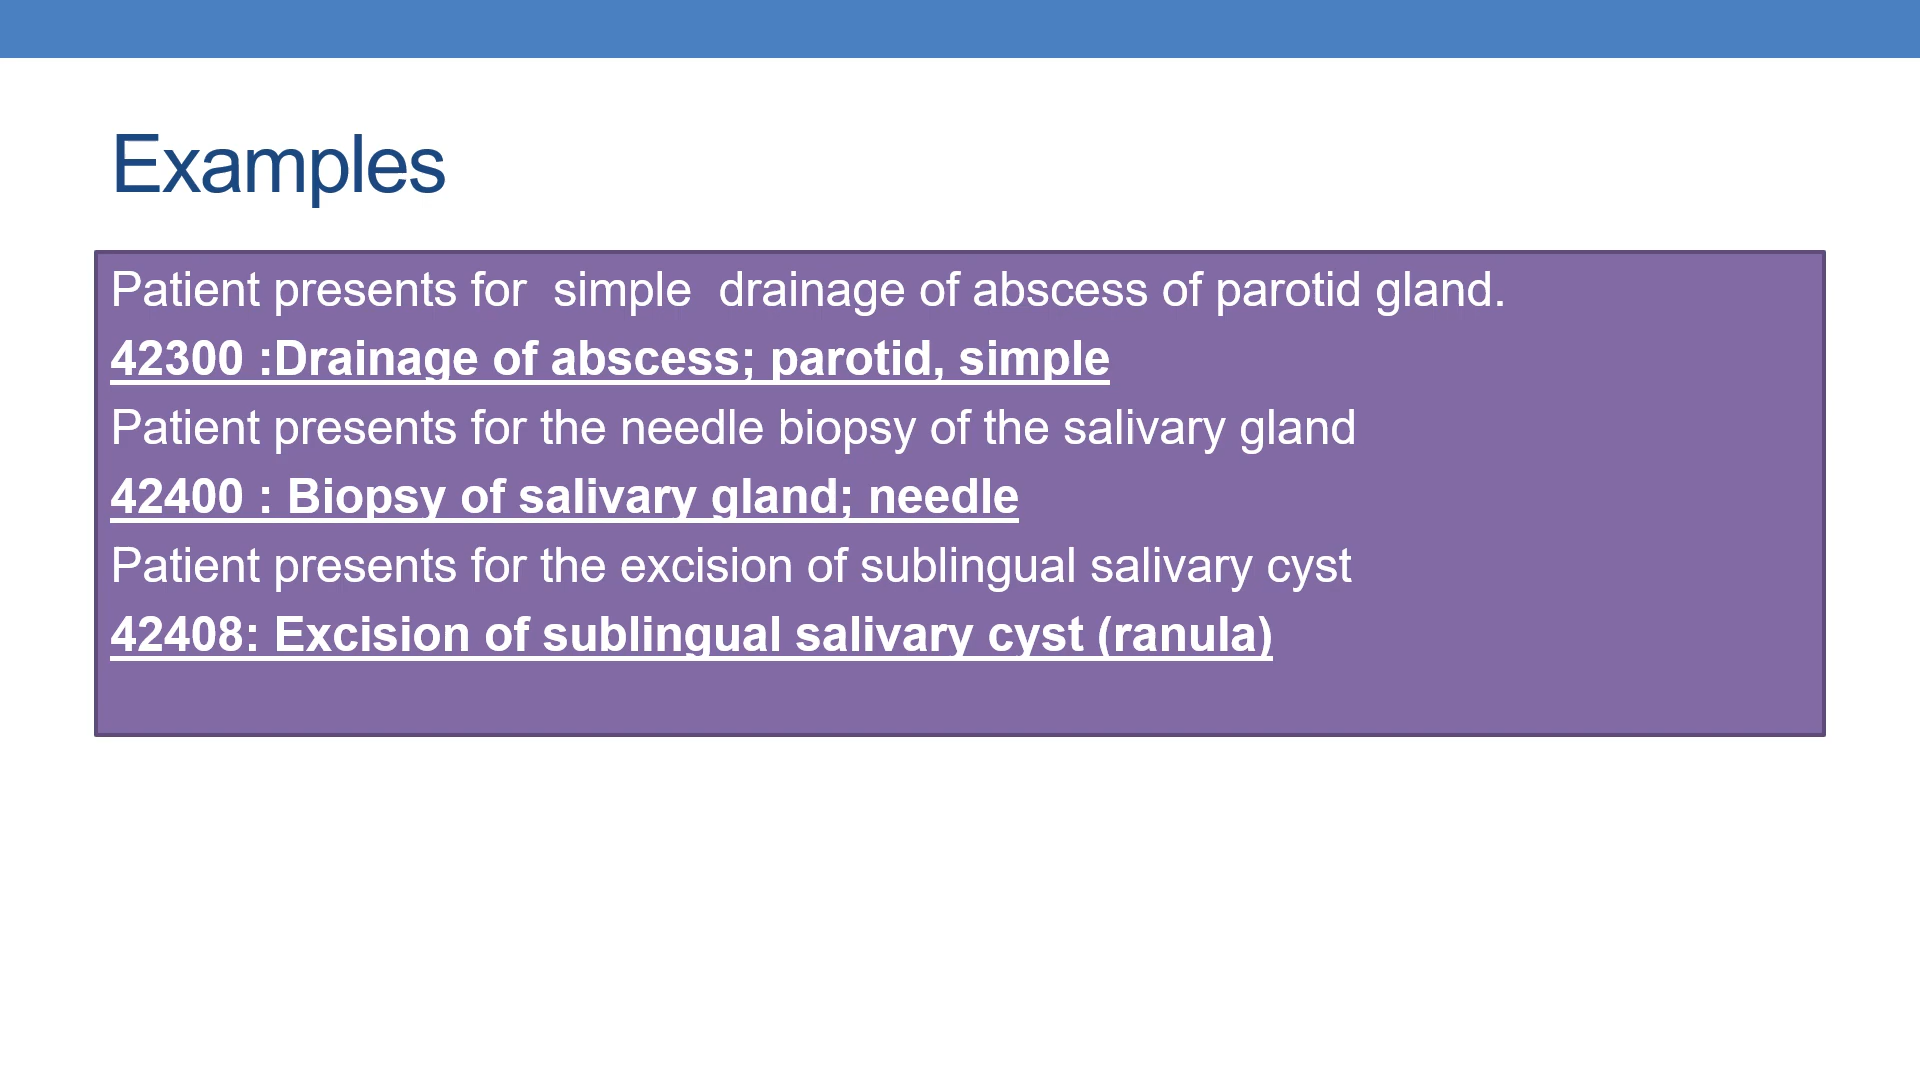 Examples
Patient presents for  simple  drainage of abscess of parotid gland.
42300 :Drainage of abscess; parotid, simple
Patient presents for the needle biopsy of the salivary gland
42400 : Biopsy of salivary gland; needle
Patient presents for the excision of sublingual salivary cyst
42408: Excision of sublingual salivary cyst (ranula)